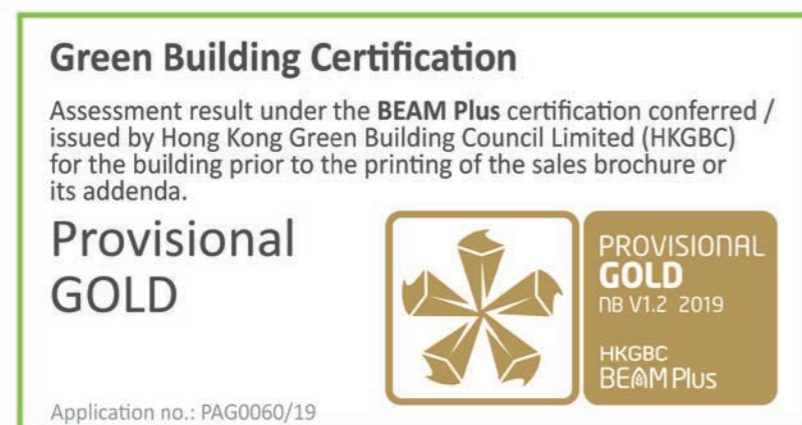 Green Building Certification
Assessment result under the BEAM Plus certification conferred /
issued by Hong Kong Green Building Council Limited (HKGBC)
for the building prior to the printing of the sales brochure or
its addenda.
Provisional
GOLD
PROVISIONAL
GOLD
NB V1.2 2019
HKGBC
BEAM Plus
Application no.: PAG0060/19